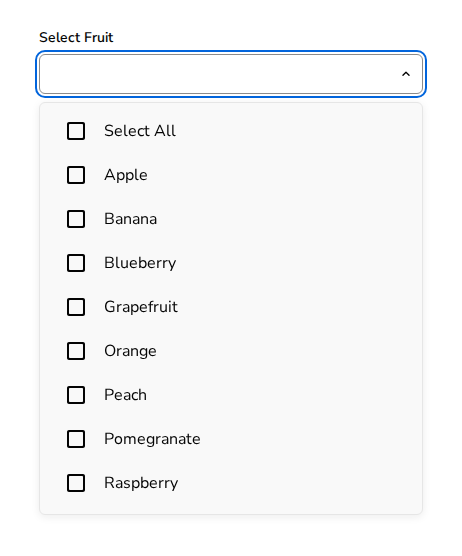 Select Fruit
Select All
Apple
Banana
Blueberry
Grapefruit
Orange
Peach
Pomegranate
Raspberry